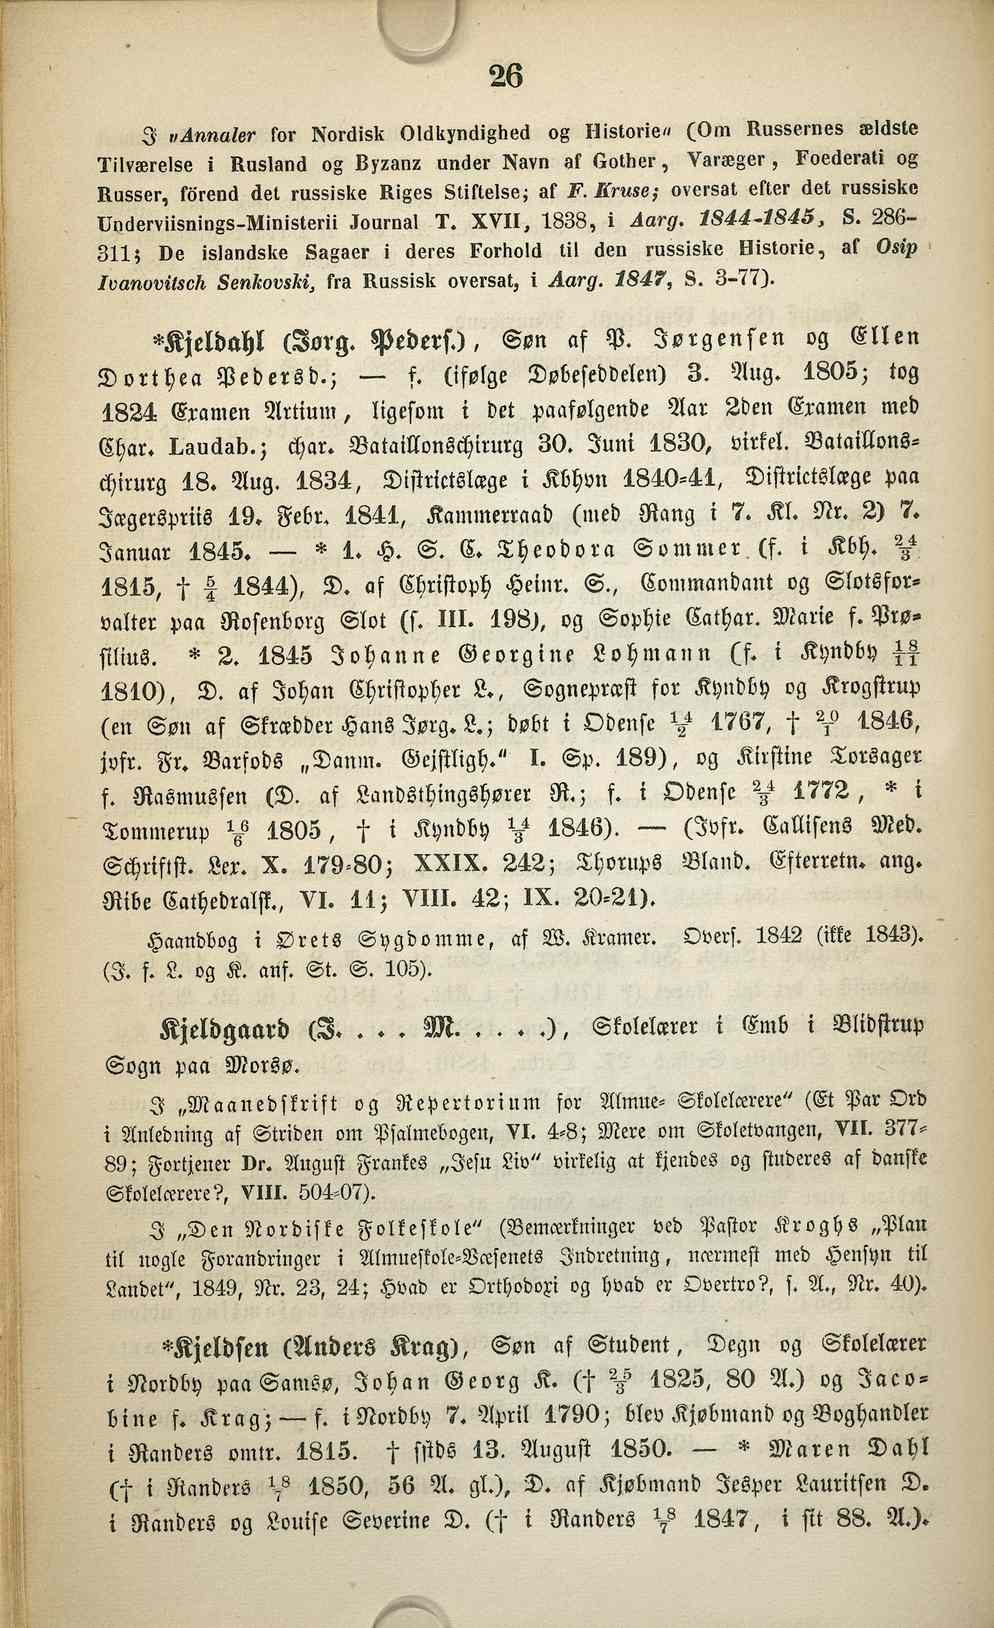 26
I »Annaler for Nordisk Oldkyndighed og Historie« (Om Russernes ældste
Tilværelse i Rusland og Byzanz under Navn af Gother, Varæger, Foederati og
Russer, förend det russiske Riges Stiftelse; af F. Kruse; oversat efter det russiske
Underviisnings-Ministerii Journal T. XVII, 1838, i Aarg. 1844-1845, S. 286-
311; De islandske Sagaer i deres Forhold til den russiske Historie, af Osip
Ivanovitsch Senkovski, fra Russisk oversat, i Aarg. 1847, S. 3-77).
*Kjeldahl (Jørg. Peders.), Søn af P. Jørgensen og Ellen
Dorthea Pedersd.; — f. (ifølge Døbeseddelen) 3. Aug. 1805; tog
1824 Examen Artium, ligesom i det paafølgende Aar 2den Examen med
Char. Laudab.; char. Bataillonschirurg 30. Juni 1830, virkel. Bataillons-
chirurg 18. Aug. 1834, Districtslæge i Kbhvn 1840-41, Districtslæge paa
Jægerspriis 19. Febr. 1841, Kammerraad (med Rang i 7. Kl. Nr. 2) 7.
Januar 1845. — * 1. H. S. C. Theodora Sommer (f. i Kbh. 24/3
1815, † 5/4 1844), D. af Christoph Heinr. S., Commandant og Slotsfor-
valter paa Rosenborg Slot (s. III. 198), og Sophie Cathar. Marie f. Prø-
silius. * 2. 1845 Johanne Georgine Lohmann (f. i Kyndby 18/11
1810), D. af Johan Christopher L., Sognepræst for Kyndby og Krogstrup
(en Søn af Skrædder Hans Jørg. L.; døbt i Odense 14/2 1767, † 20/1 1846,
jvfr. Fr. Barfods „Danm. Gejstligh.“ I. Sp. 189), og Kirstine Torsager
f. Rasmussen (D. af Landsthingshører R.; f. i Odense 24/3 1772, * i
Tommerup 16/6 1805, † i Kyndby 14/3 1846). — (Jvfr. Callisens Med.
Schriftst. Lex. X. 179-80; XXIX. 242; Thorups Bland. Efterretn. ang.
Ribe Cathedralsk., VI. 11; VIII. 42; IX. 20-21).
Haandbog i Ørets Sygdomme, af W. Kramer. Overs. 1842 (ikke 1843).
(J. f. L. og K. anf. St. S. 105).
Kjeldgaard (J. . . . M. . . . .), Skolelærer i Emb i Blidstrup
Sogn paa Morsø.
I „Maanedskrift og Repertorium for Almue- Skolelærere“ (Et Par Ord
i Anledning af Striden om Psalmebogen, VI. 4-8; Mere om Skoletvangen, VII. 377-
89; Fortjener Dr. August Frankes „Jesu Liv“ virkelig at kjendes og studeres af danske
Skolelærere?, VIII. 504-07).
I „Den Nordiske Folkeskole“ (Bemærkninger ved Pastor Kroghs „Plan
til nogle Forandringer i Almueskole-Væsenets Indretning, nærmest med Hensyn til
Landet“, 1849, Nr. 23, 24; Hvad er Orthodoxi og hvad er Overtro?, s. A., Nr. 40).
*Kjeldsen (Anders Krag), Søn af Student, Degn og Skolelærer
i Nordby paa Samsø, Johan Georg K. († 25/3 1825, 80 A.) og Jaco-
bine f. Krag; — f. i Nordby 7. April 1790; blev Kjøbmand og Boghandler
i Randers omtr. 1815. † sstds 13. August 1850. — * Maren Dahl
(† i Randers 18/7 1850, 56 A. gl.), D. af Kjøbmand Jesper Lauritsen D.
i Randers og Louise Severine D. († i Randers 18/7 1847, i sit 88. A.).